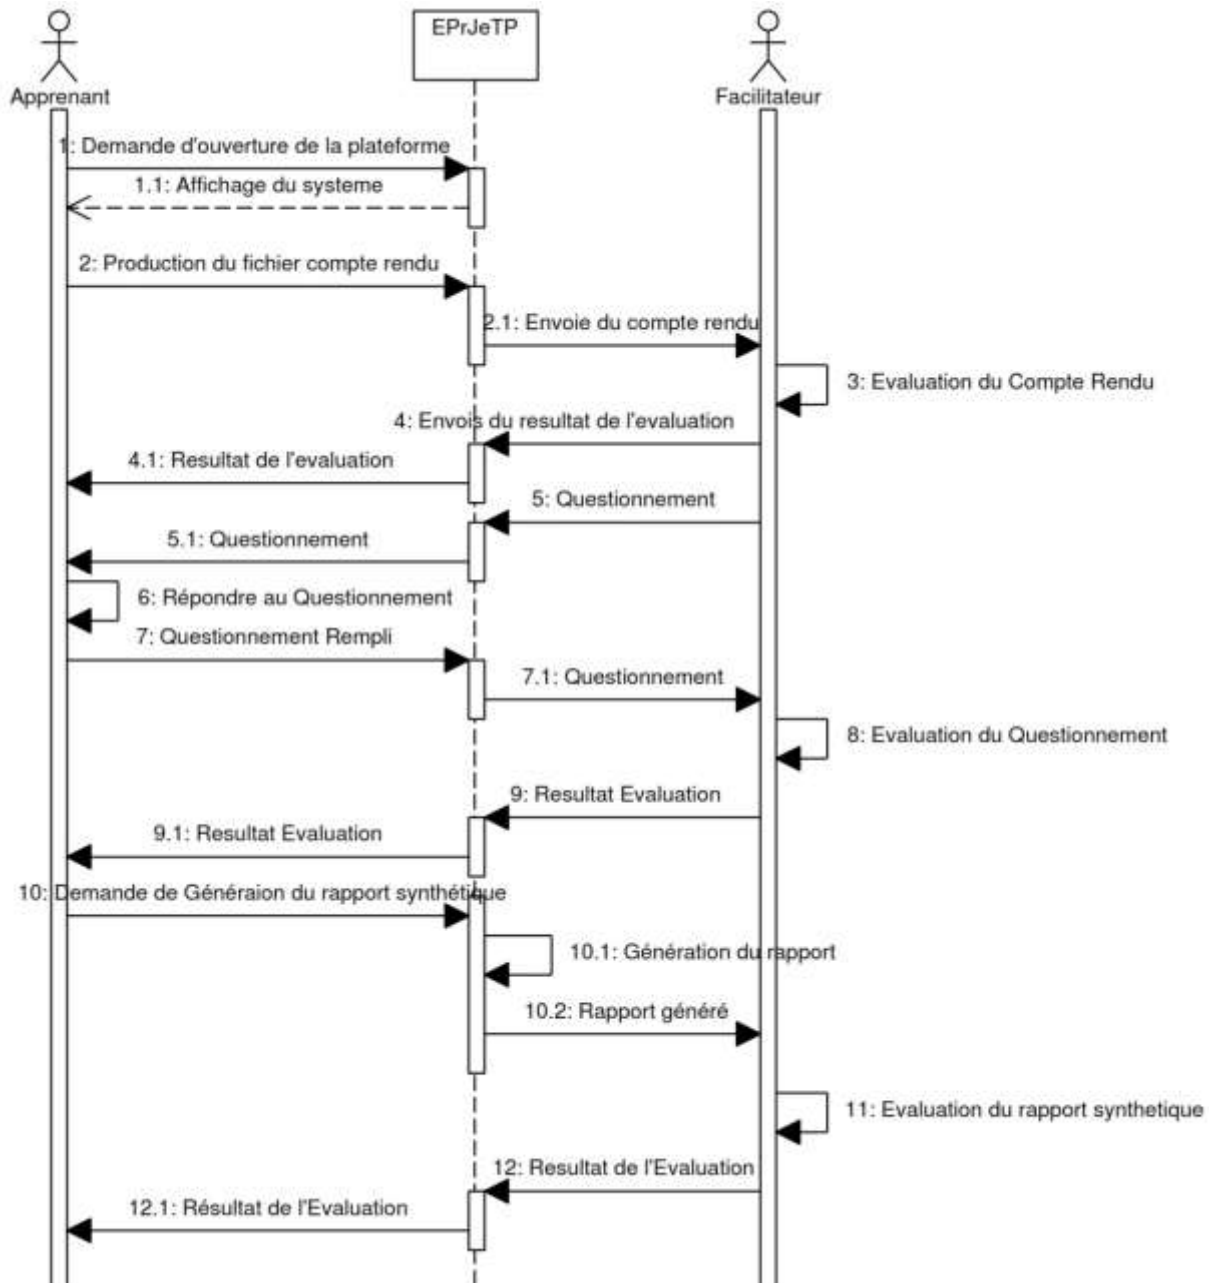 EPrJeTP
Apprenant
Facilitateur
1: Demande d'ouverture de la plateforme
1.1: Affichage du systeme
2: Production du fichier compte rendu
2.1: Envoie du compte rendu
3: Evaluation du Compte Rendu
4: Envois du resultat de l'evaluation
4.1: Resultat de l'evaluation
5: Questionnement
5.1: Questionnement
6: Répondre au Questionnement
7: Questionnement Rempli
7.1: Questionnement
8: Evaluation du Questionnement
9: Resultat Evaluation
9.1: Resultat Evaluation
10: Demande de Généraion du rapport synthétique
10.1: Génération du rapport
10.2: Rapport généré
11: Evaluation du rapport synthetique
12: Resultat de l'Evaluation
12.1: Résultat de l'Evaluation